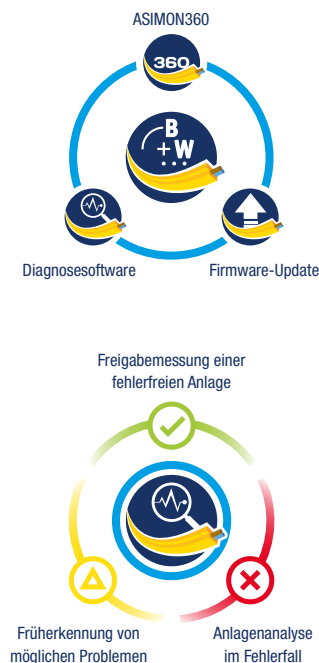 ASIMON360
360
B
+W
Diagnosesoftware
Firmware-Update
Freigabemessung einer
fehlerfreien Anlage
Früherkennung von
möglichen Problemen
Anlagenanalyse
im Fehlerfall